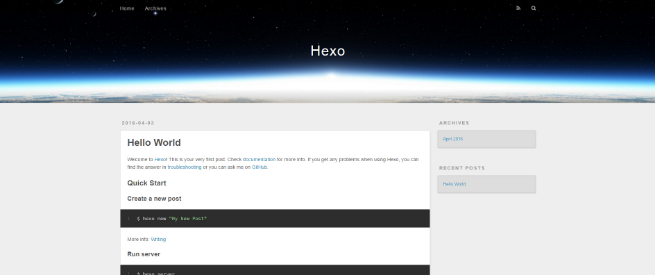 Home Archives
Hexo
2016-04-03
Hello World
Welcome to Hexo! This is your very first post. Check documentation for more info. If you get any problems when using Hexo, you can
find the answer in troubleshooting or you can ask me on GitHub.
Quick Start
Create a new post
1 $ hexo new "My New Post"
More info: Writing
Run server
1 $ hexo server
ARCHIVES
April 2016
RECENT POSTS
Hello World